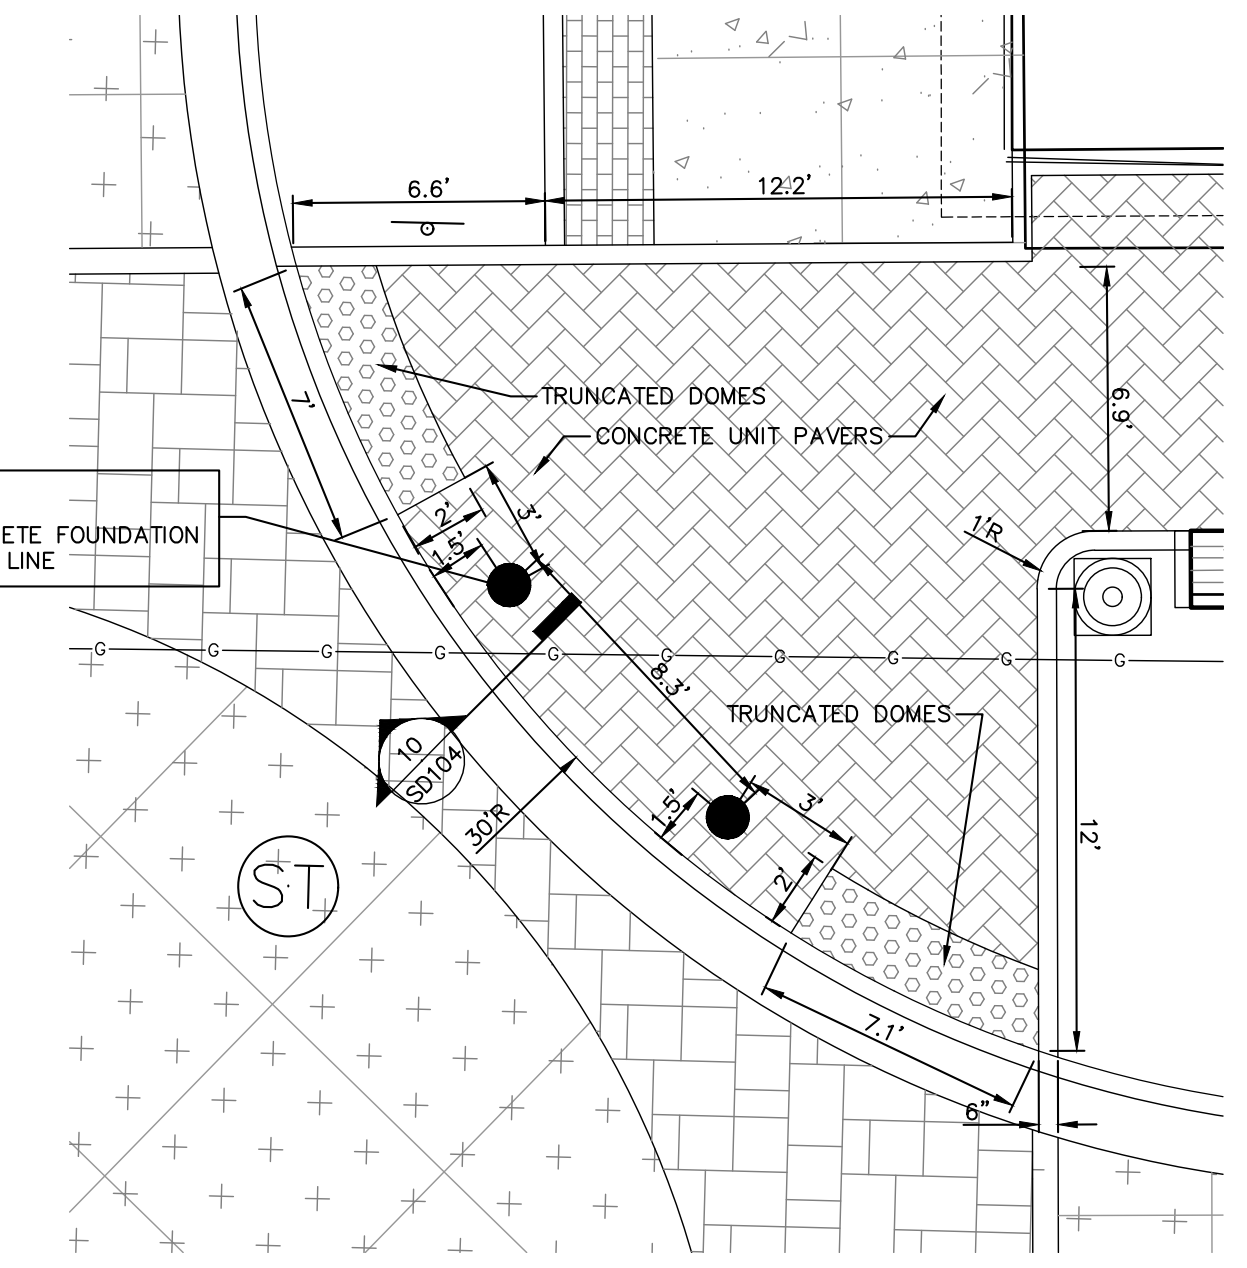 6.6'
12.2'
7'
TRUNCATED DOMES
CONCRETE UNIT PAVERS
6.9'
ETE FOUNDATION
LINE
2'
3'
1.5'
1'R
G G G G G G G G G G
8.3'
TRUNCATED DOMES
10
SD104
30'R
1.5'
3'
2'
12'
ST
7.1'
6"